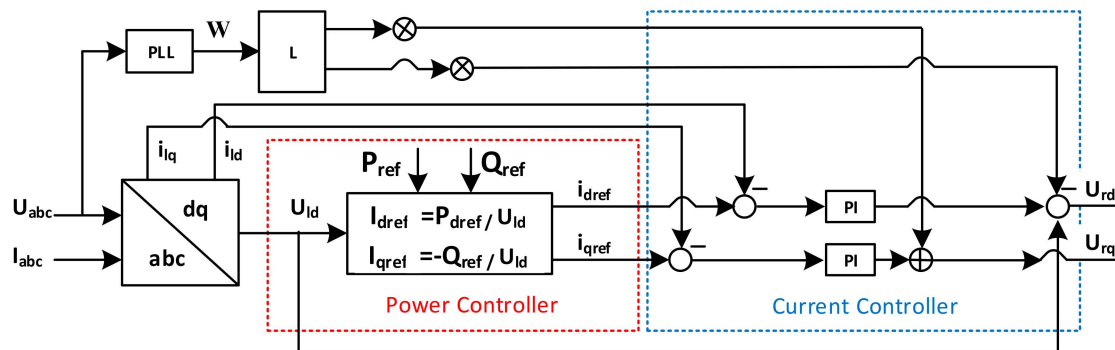 W
PLL
L
i_lq
i_ld
P_ref
Q_ref
U_abc
dq
U_ld
I_dref =P_dref / U_ld
i_dref
PI
U_rd
I_abc
abc
I_qref =-Q_ref / U_ld
i_qref
PI
U_rq
Power Controller
Current Controller